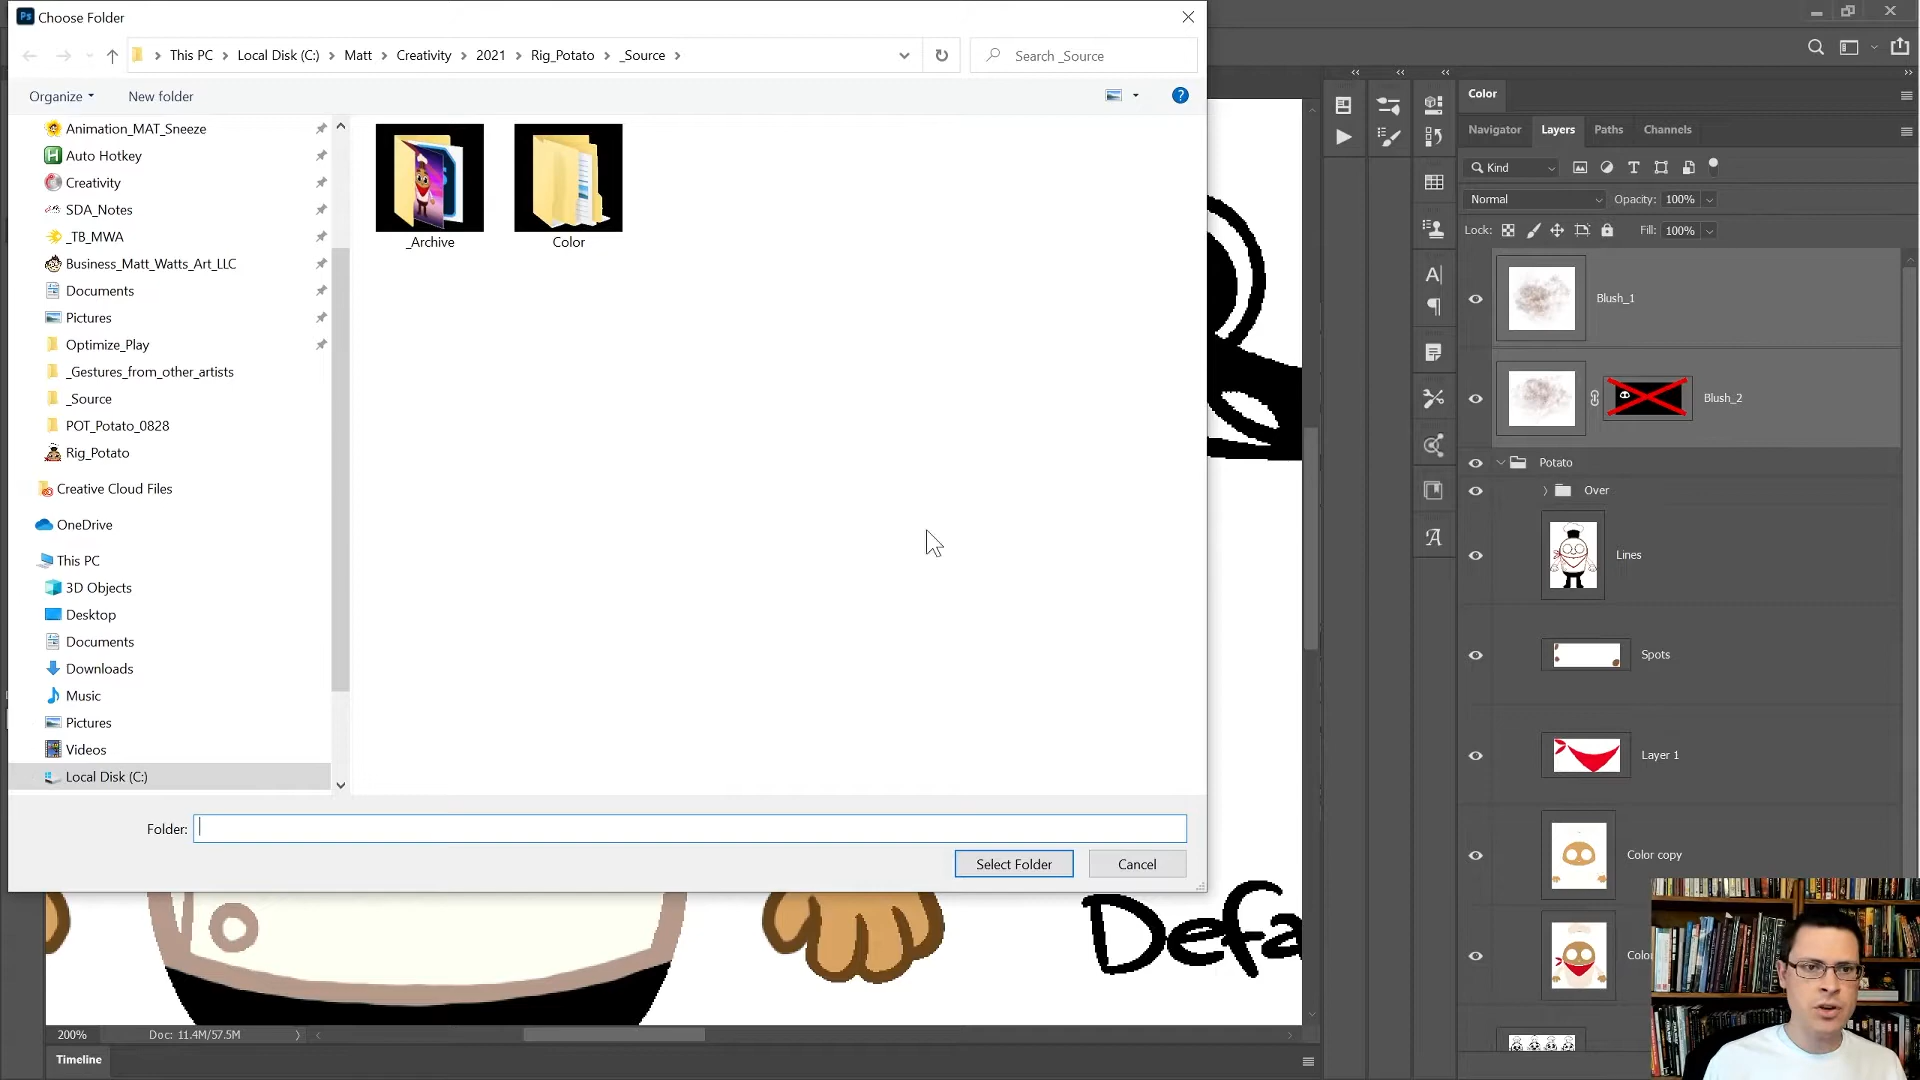 Ps Choose Folder
This PC > Local Disk (C:) > Matt > Creativity > 2021 > Rig_Potato > _Source >
Search _Source
Organize
New folder
?
Animation_MAT_Sneeze
Auto Hotkey
Creativity
SDA_Notes
_TB_MWA
Business_Matt_Watts_Art_LLC
Documents
Pictures
Optimize_Play
_Gestures_from_other_artists
_Source
POT_Potato_0828
Rig_Potato
Creative Cloud Files
OneDrive
This PC
3D Objects
Desktop
Documents
Downloads
Music
Pictures
Videos
Local Disk (C:)
_Archive
Color
Folder:
Select Folder
Cancel
Defa
200%
Doc: 11.4M/57.5M
Timeline
Color
Navigator
Layers
Paths
Channels
Kind
Normal
Opacity: 100%
Lock:
Fill: 100%
Blush_1
Blush_2
Potato
Over
Lines
Spots
Layer 1
Color copy
Colo